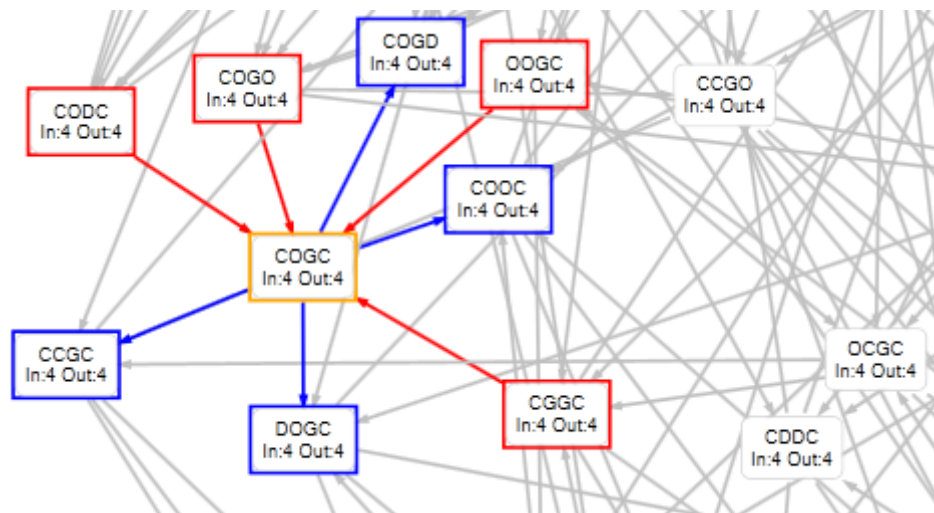 COGD
In:4 Out:4
OOGC
In:4 Out:4
COGO
In:4 Out:4
CCGO
In:4 Out:4
CODC
In:4 Out:4
COOC
In:4 Out:4
COGC
In:4 Out:4
CCGC
In:4 Out:4
OCGC
In:4 Out:4
CGGC
In:4 Out:4
DOGC
In:4 Out:4
CDDC
In:4 Out:4